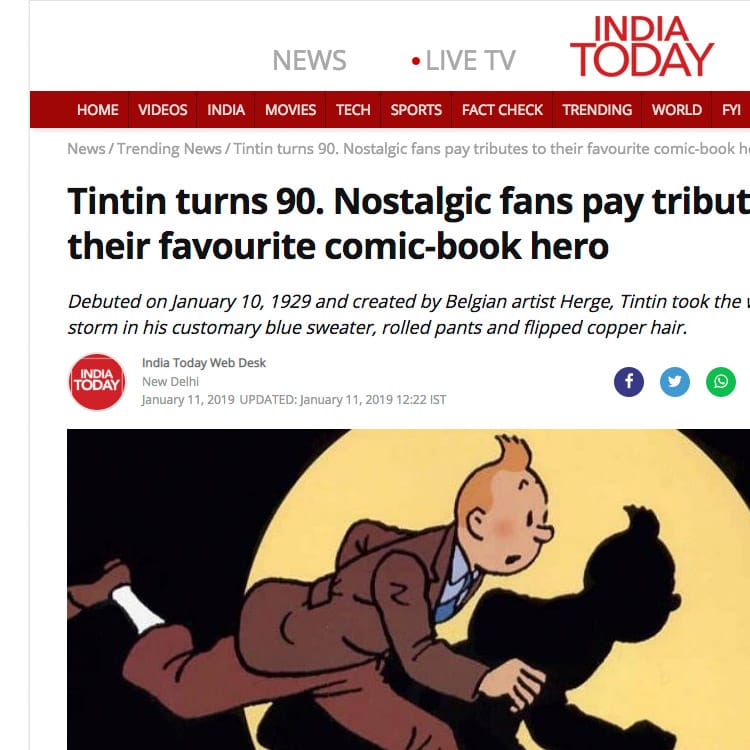 NEWS
LIVE TV
INDIA
TODAY
HOME VIDEOS INDIA MOVIES TECH SPORTS FACT CHECK TRENDING WORLD FYI
News / Trending News / Tintin turns 90. Nostalgic fans pay tributes to their favourite comic-book
Tintin turns 90. Nostalgic fans pay
their favourite comic-book hero
Debuted on January 10, 1929 and created by Belgian artist Herge, Tintin took the
storm in his customary blue sweater, rolled pants and flipped copper hair.
INDIA
TODAY
India Today Web Desk
New Delhi
January 11, 2019 UPDATED: January 11, 2019 12:22 IST